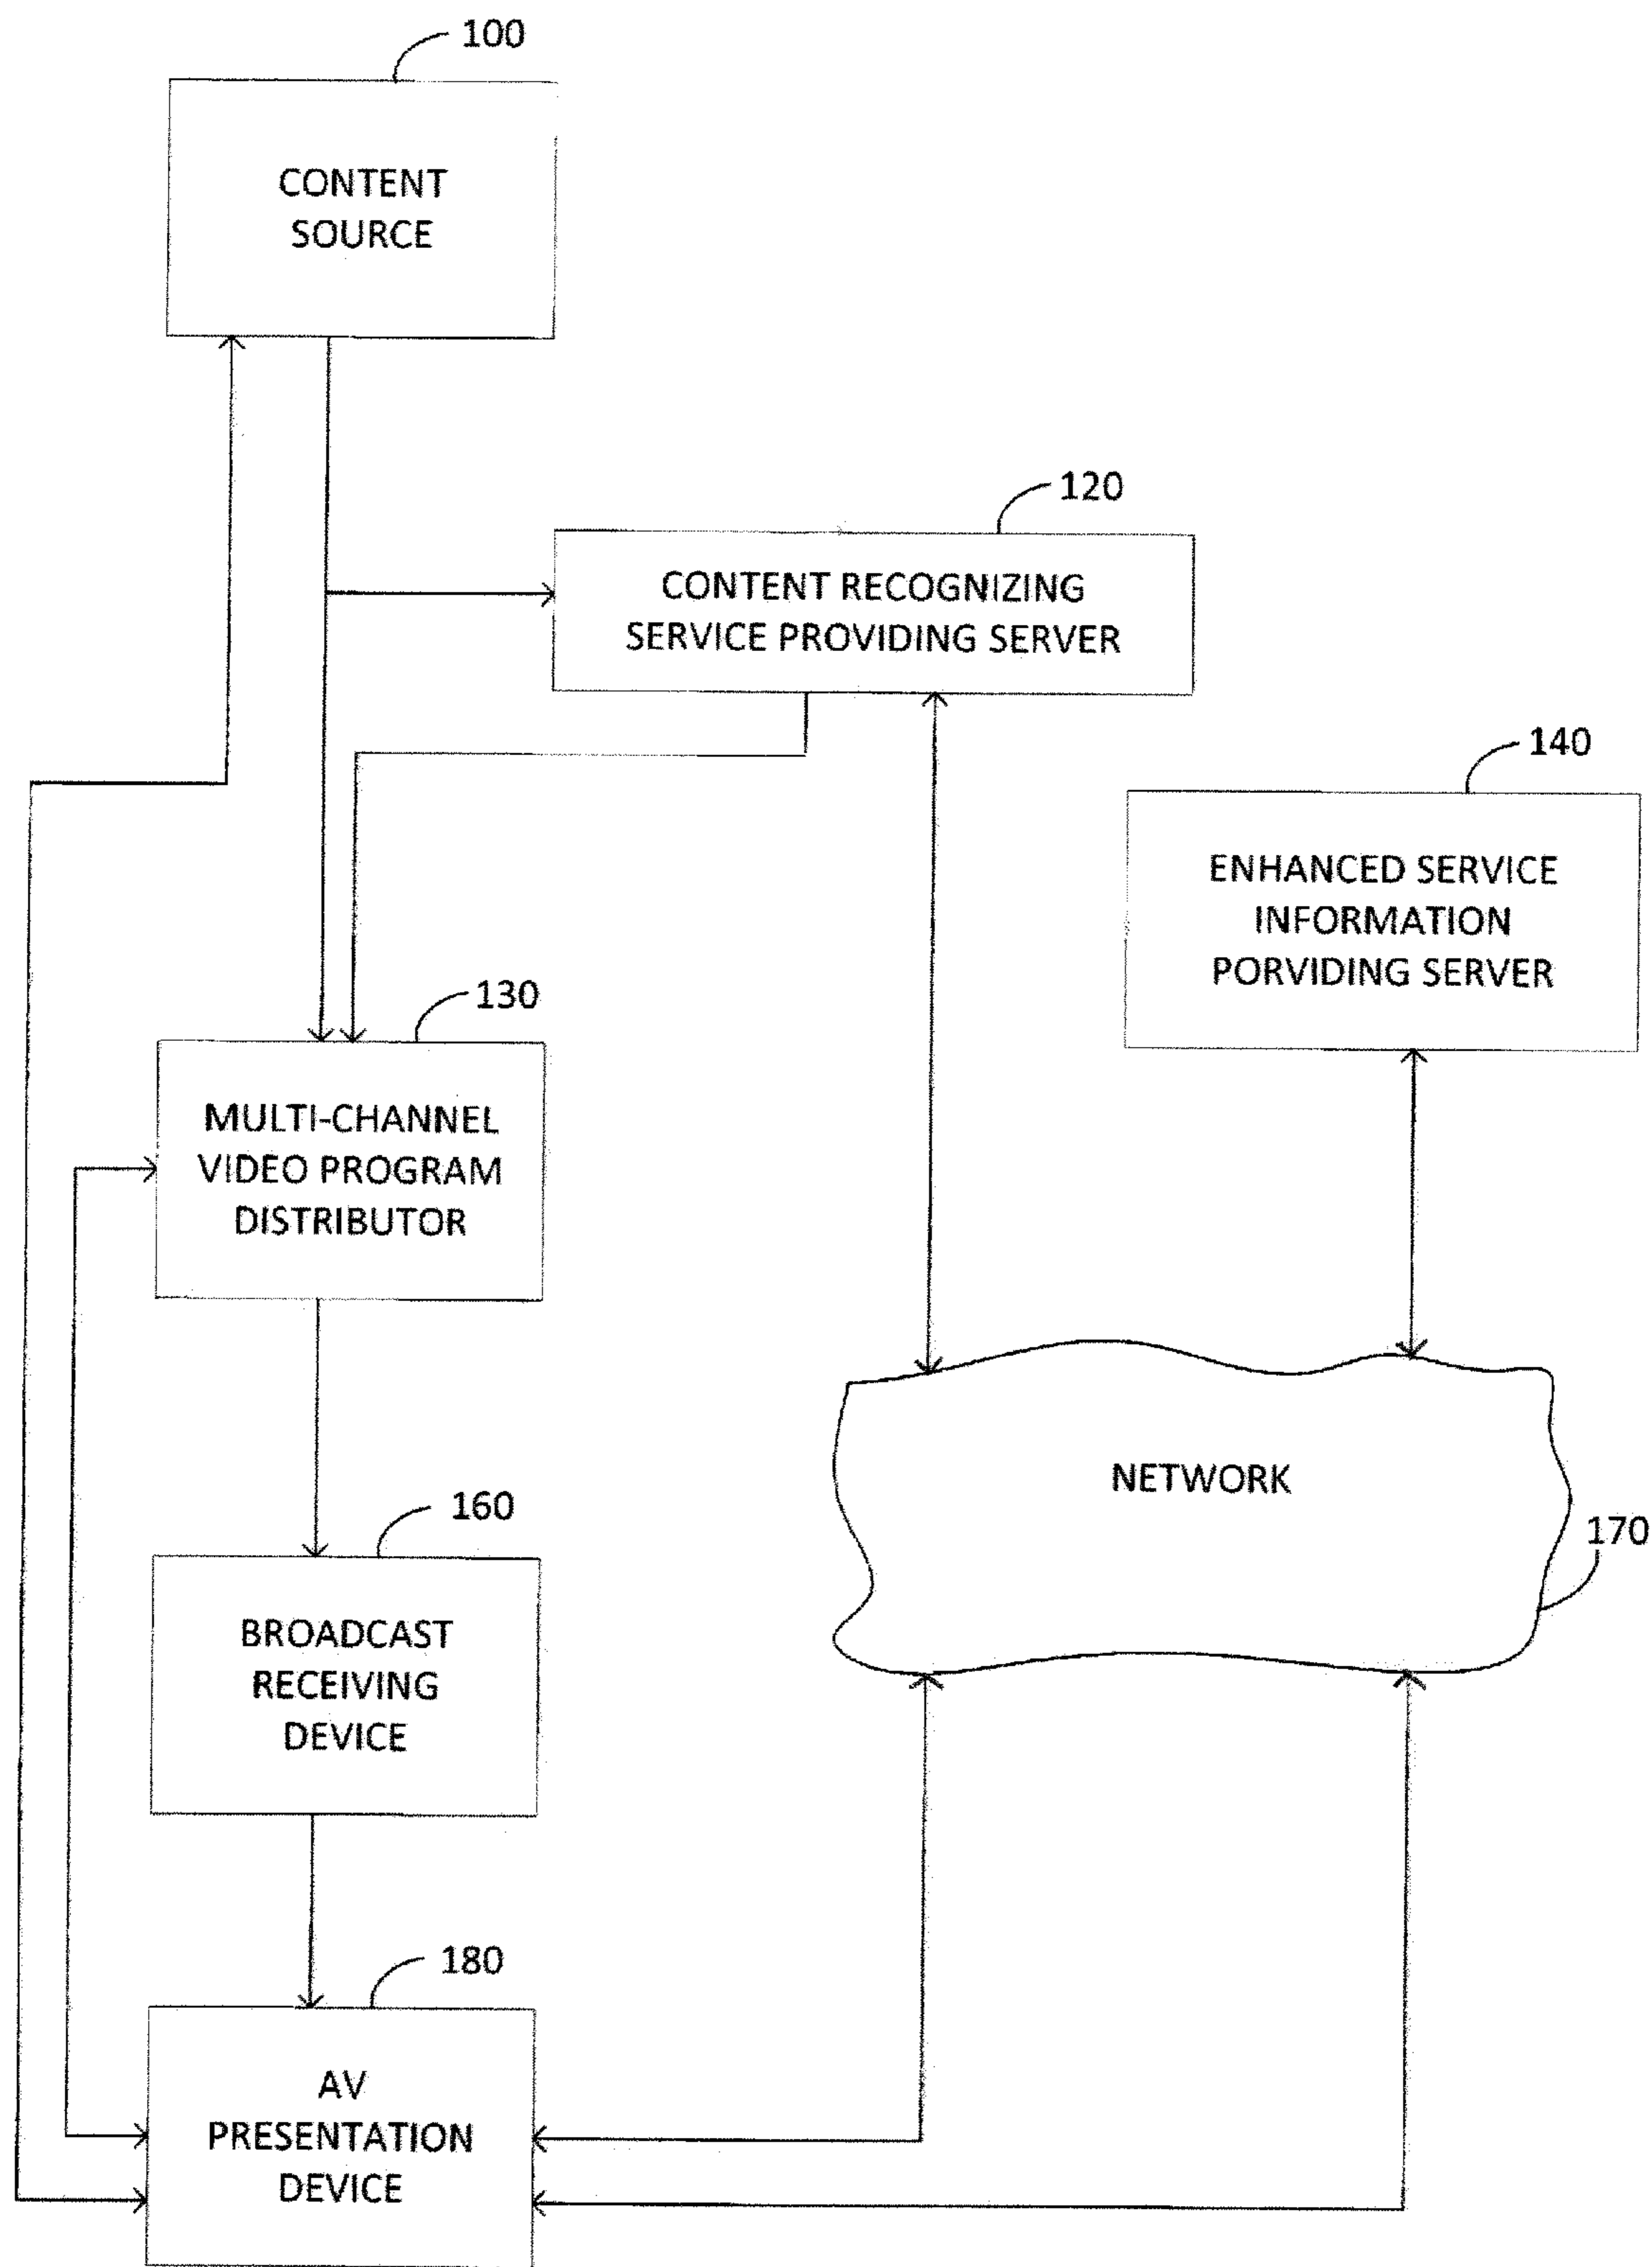 100
CONTENT
SOURCE
120
CONTENT RECOGNIZING
SERVICE PROVIDING SERVER
140
ENHANCED SERVICE
INFORMATION
PORVIDING SERVER
130
MULTI-CHANNEL
VIDEO PROGRAM
DISTRIBUTOR
NETWORK
170
160
BROADCAST
RECEIVING
DEVICE
180
AV
PRESENTATION
DEVICE